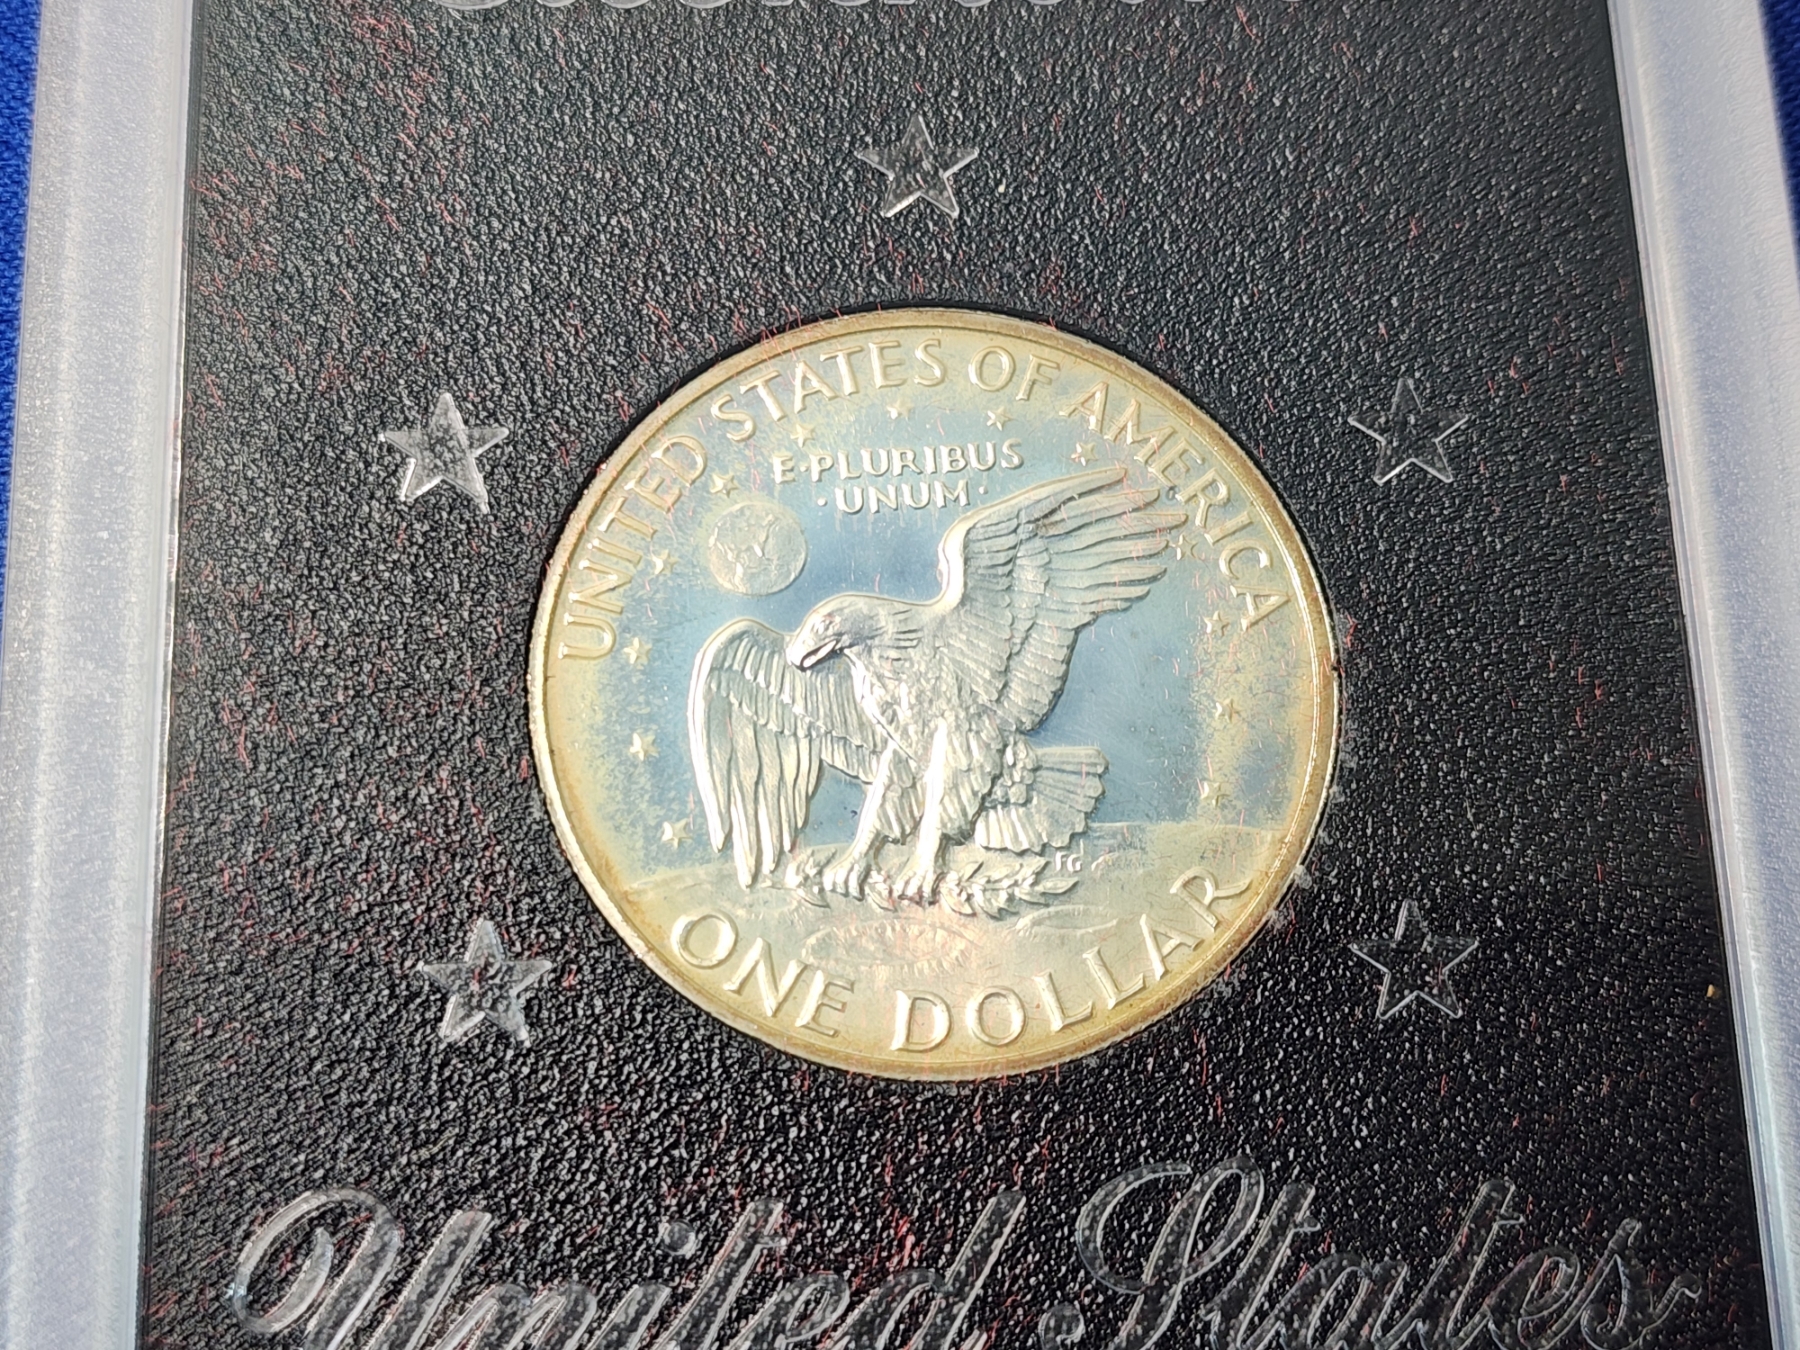 UNITED STATES OF AMERICA
E·PLURIBUS
·UNUM·
FG
ONE DOLLAR
United States